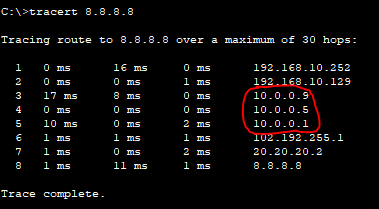 C:\>tracert 8.8.8.8
Tracing route to 8.8.8.8 over a maximum of 30 hops:
1 0 ms 16 ms 0 ms 192.168.10.252
2 0 ms 0 ms 1 ms 192.168.10.129
3 17 ms 8 ms 0 ms 10.0.0.9
4 0 ms 0 ms 0 ms 10.0.0.5
5 10 ms 0 ms 2 ms 10.0.0.1
6 1 ms 1 ms 1 ms 102.192.255.1
7 1 ms 0 ms 2 ms 20.20.20.2
8 1 ms 11 ms 1 ms 8.8.8.8
Trace complete.